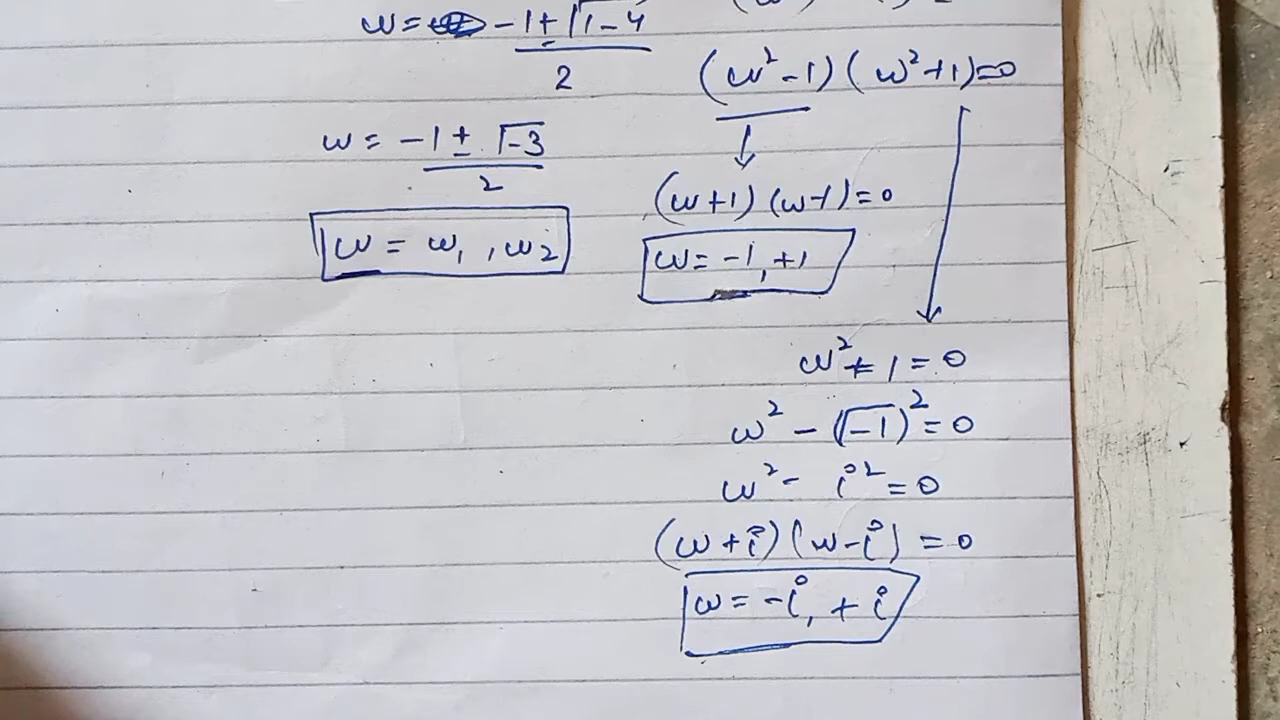 ω = -1 ± √1-4 / 2
ω = -1 ± √-3 / 2
ω = ω₁ , ω₂
(ω² - 1) ( ω² + 1) = 0
(ω+1) (ω-1) = 0
ω = -1, +1
ω² + 1 = 0
ω² - (√-1)² = 0
ω² - i² = 0
(ω + i) (ω - i) = 0
ω = -i, + i